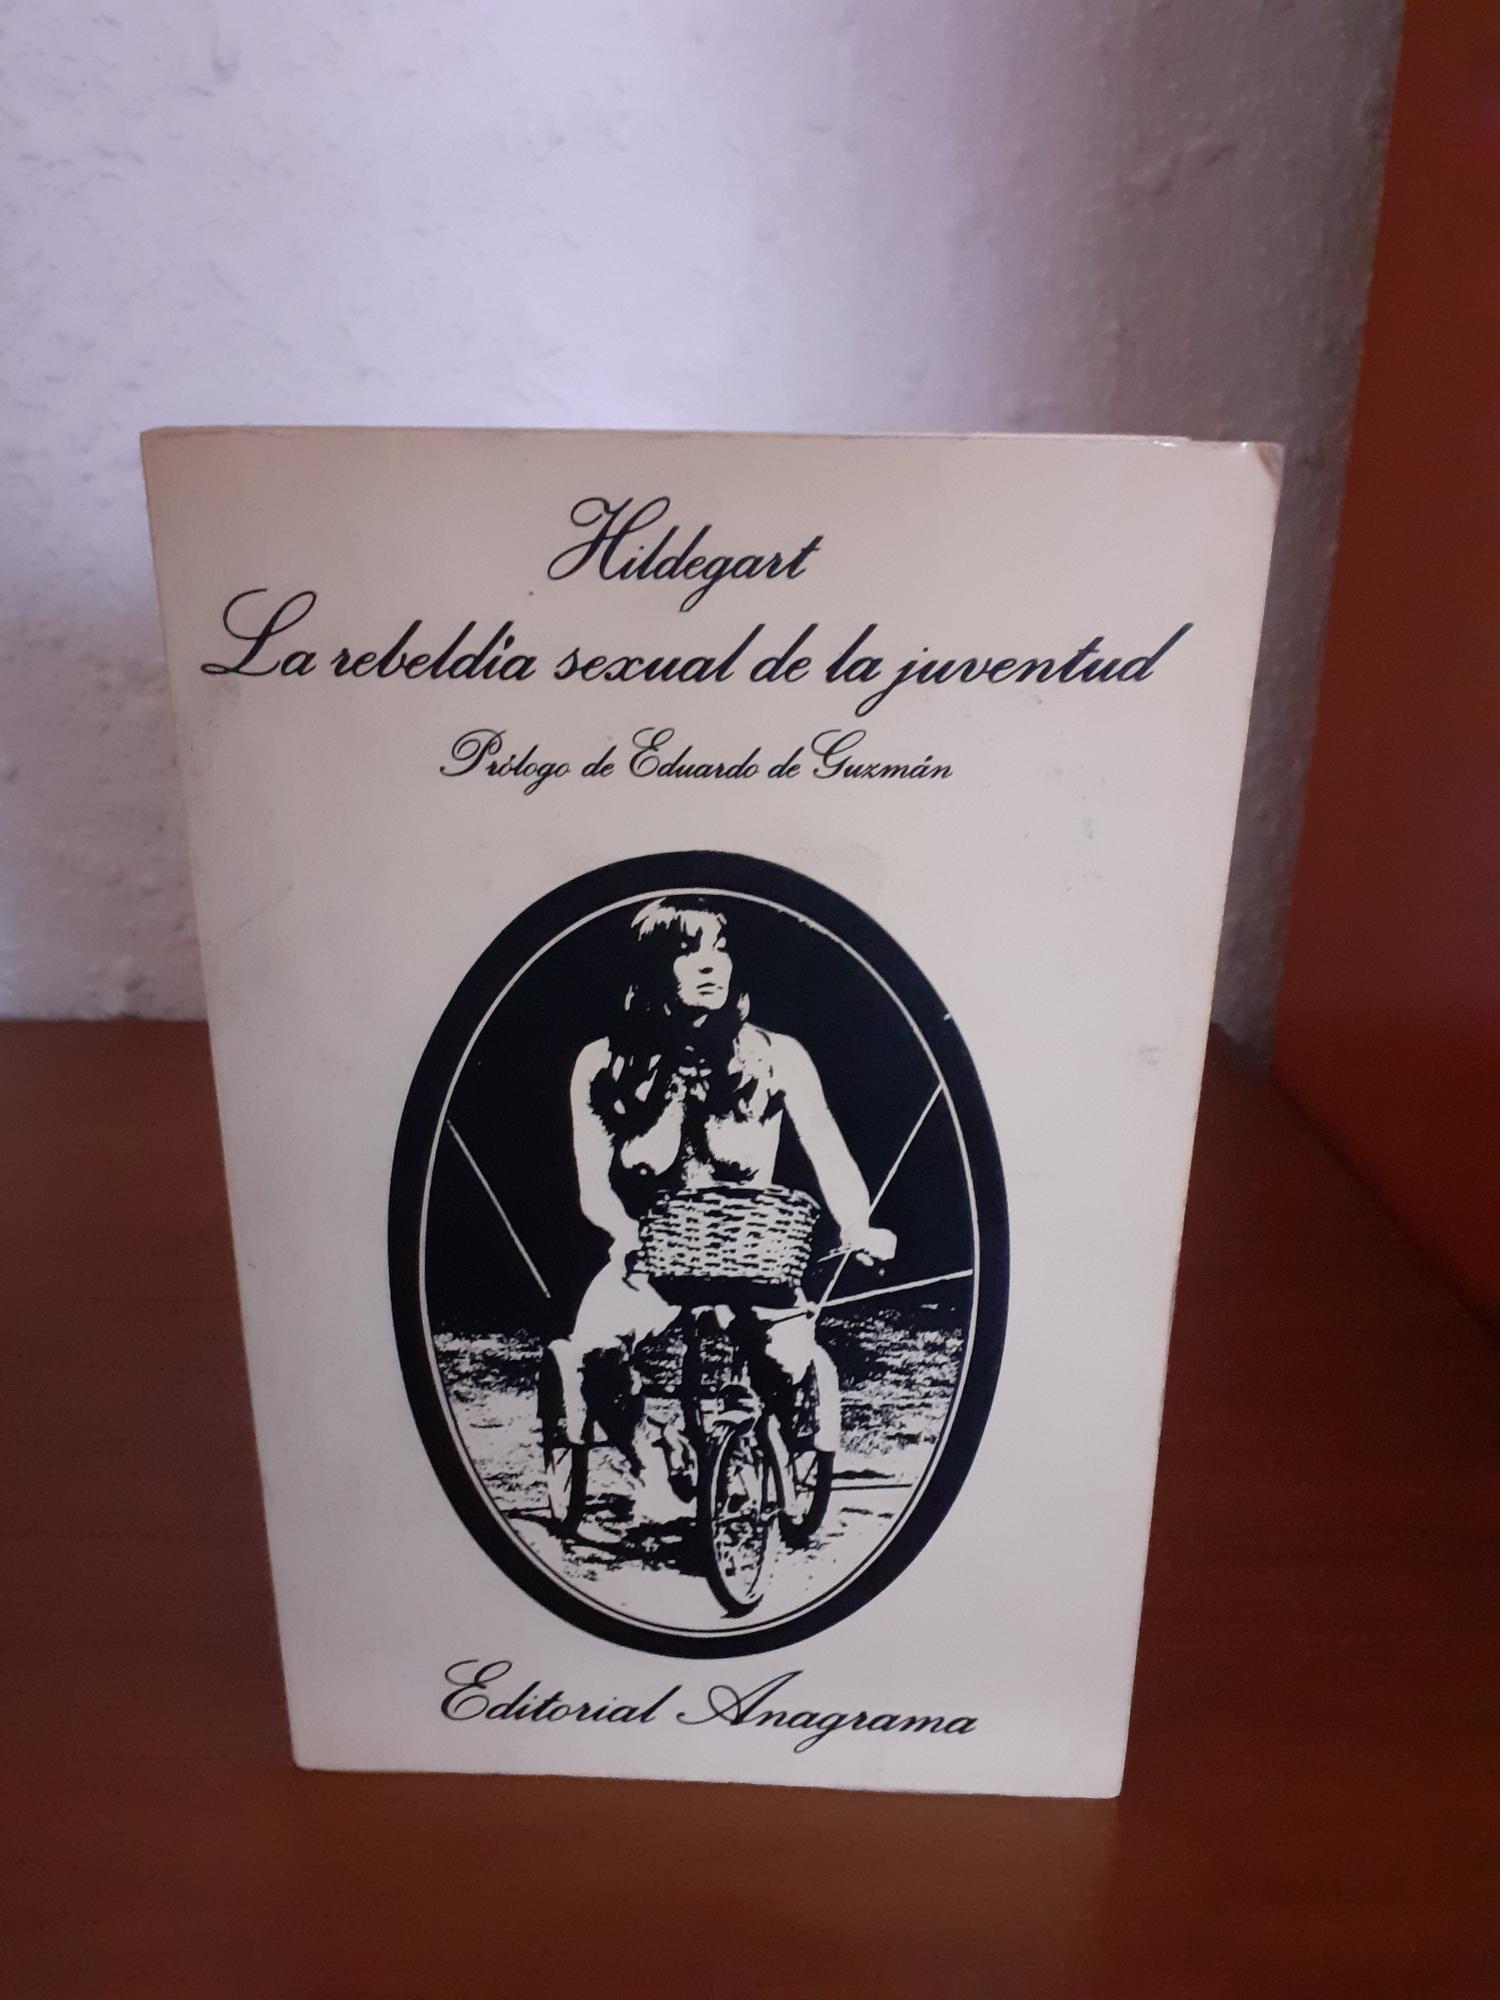 Hildegart
La rebeldía sexual de la juventud
Prólogo de Eduardo de Guzmán
Editorial Anagrama